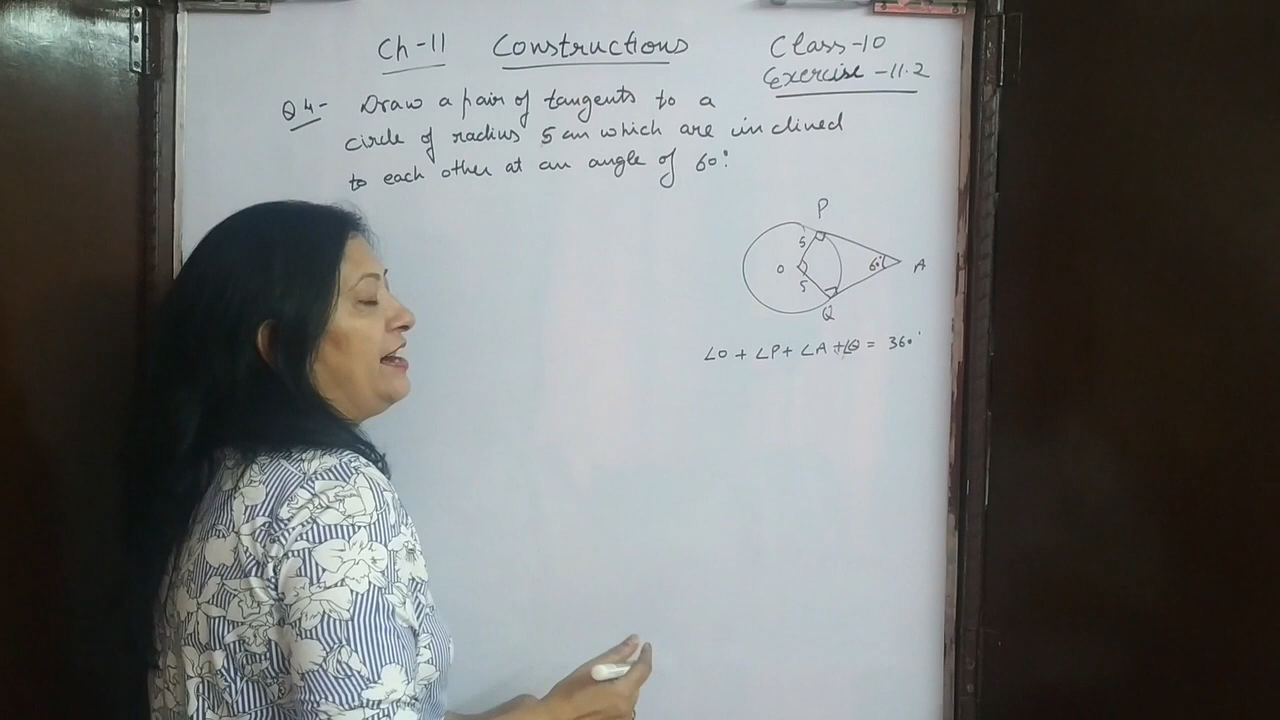 Ch-11 Constructions Class-10
Exercise-11.2
Q4- Draw a pair of tangents to a
circle of radius 5 cm which are inclined
to each other at an angle of 60°.
P
5
O 60° A
5
Q
∠O + ∠P + ∠A + ∠Q = 360°